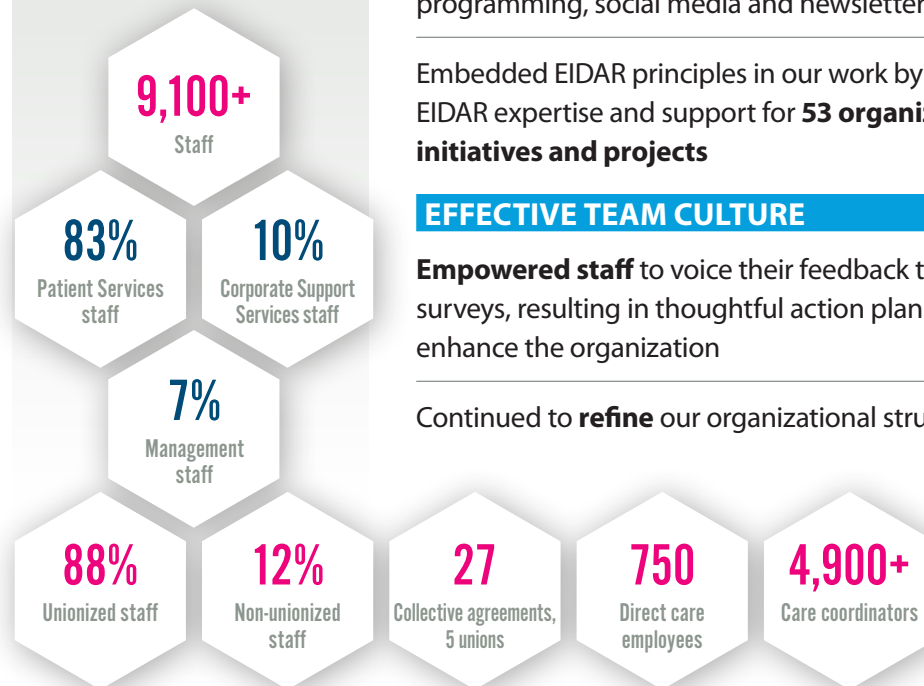 9,100+
Staff
83%
Patient Services
staff
10%
Corporate Support
Services staff
7%
Management
staff
88%
Unionized staff
12%
Non-unionized
staff
27
Collective agreements,
5 unions
750
Direct care
employees
4,900+
Care coordinators
programming, social media and newsletter
Embedded EIDAR principles in our work by
EIDAR expertise and support for 53
initiatives and projects
EFFECTIVE TEAM CULTURE
Empowered staff to voice their feedback
surveys, resulting in thoughtful action plan
enhance the organization
Continued to refine our organizational